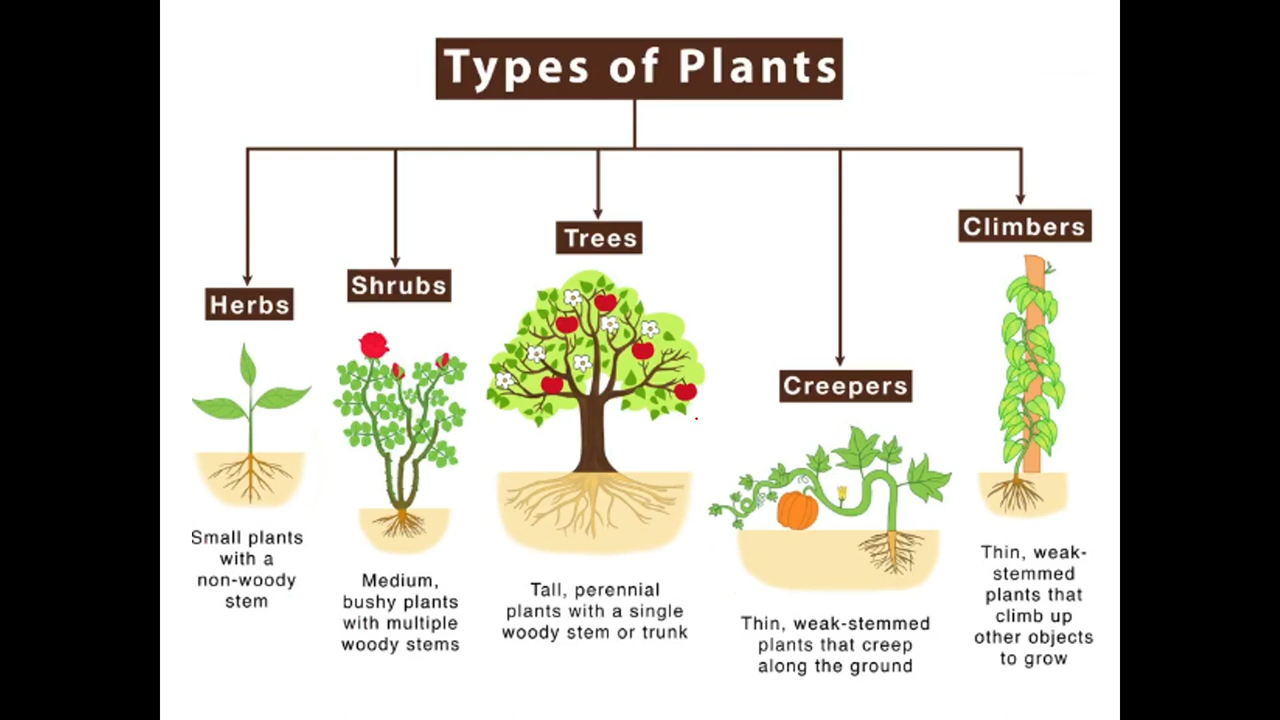 Types of Plants
Herbs
Small plants
with a
non-woody
stem
Shrubs
Medium,
bushy plants
with multiple
woody stems
Trees
Tall, perennial
plants with a single
woody stem or trunk
Creepers
Thin, weak-stemmed
plants that creep
along the ground
Climbers
Thin, weak-
stemmed
plants that
climb up
other objects
to grow